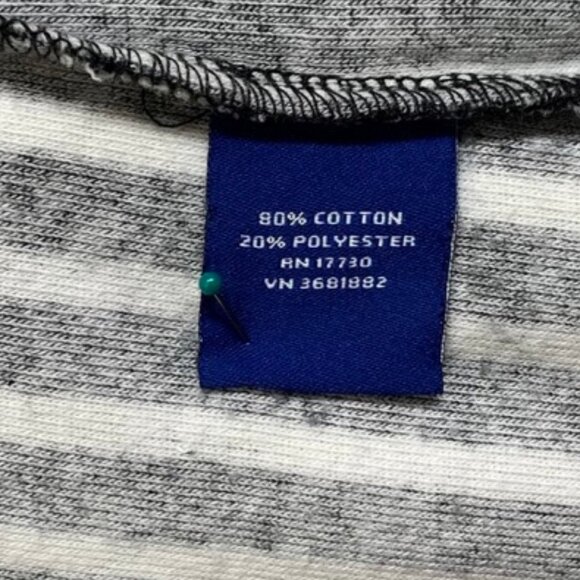 80% COTTON
20% POLYESTER
RN 17730
VN 3681882